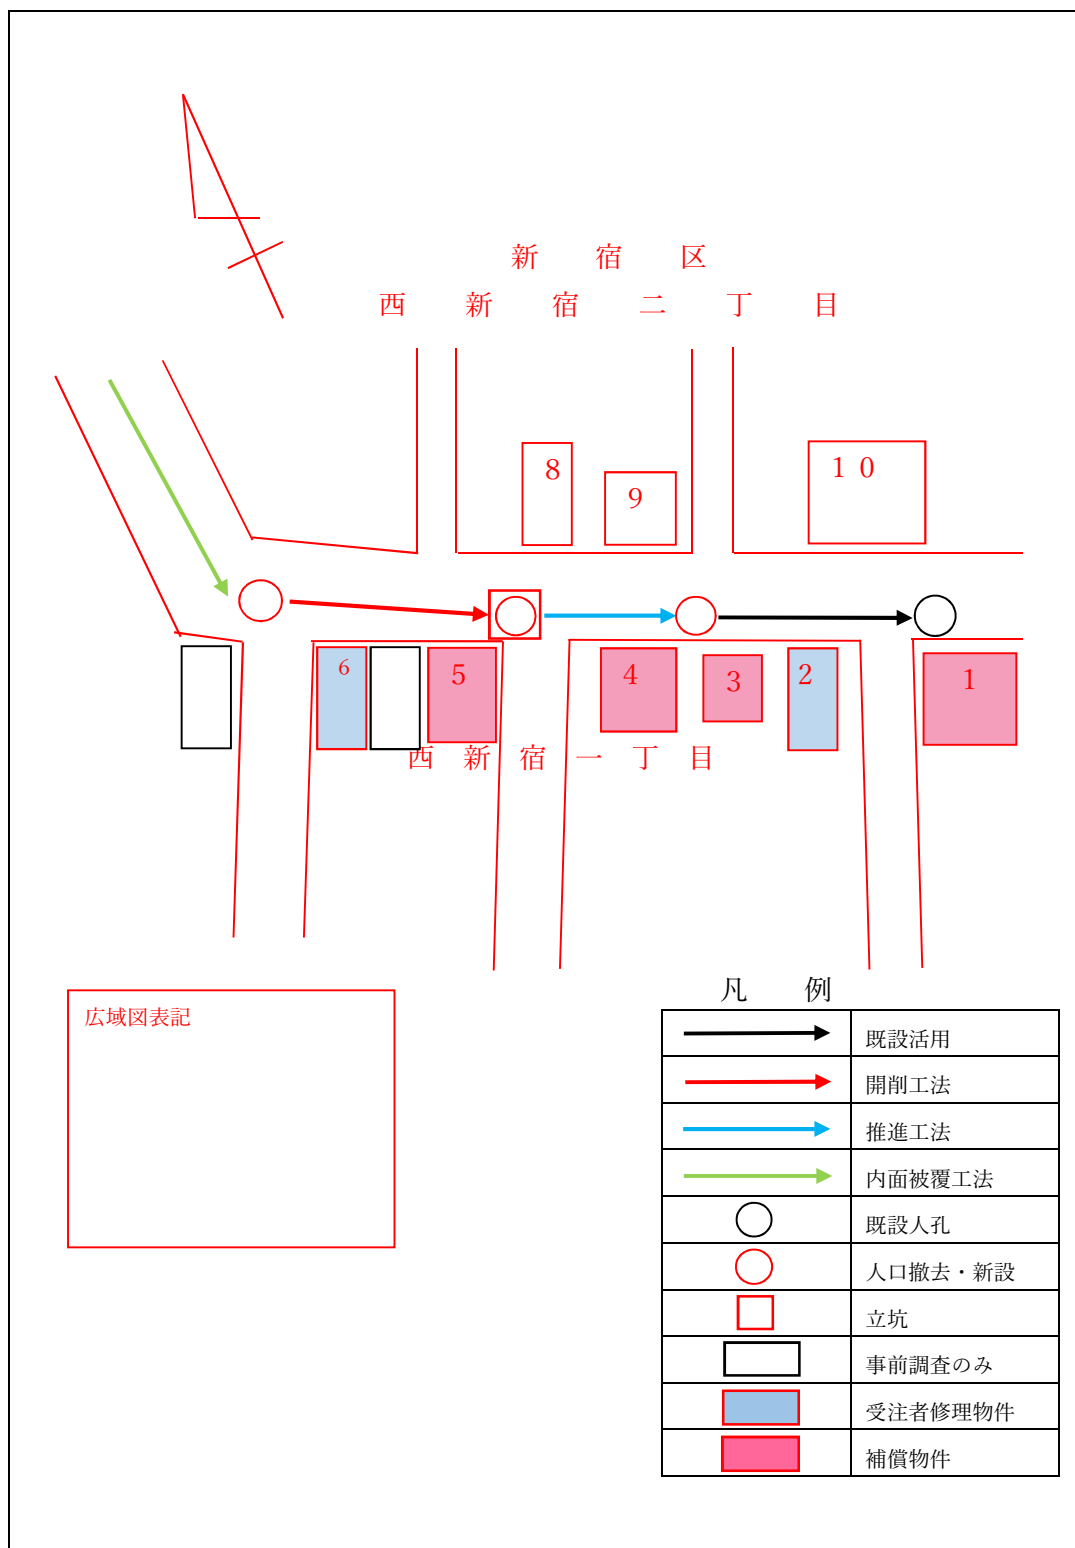 新宿区
西新宿二丁目
8
9
10
6
5
4
3
2
1
西新宿一丁目
広域図表記
凡例
既設活用
開削工法
推進工法
内面被覆工法
既設人孔
人口撤去・新設
立坑
事前調査のみ
受注者修理物件
補償物件